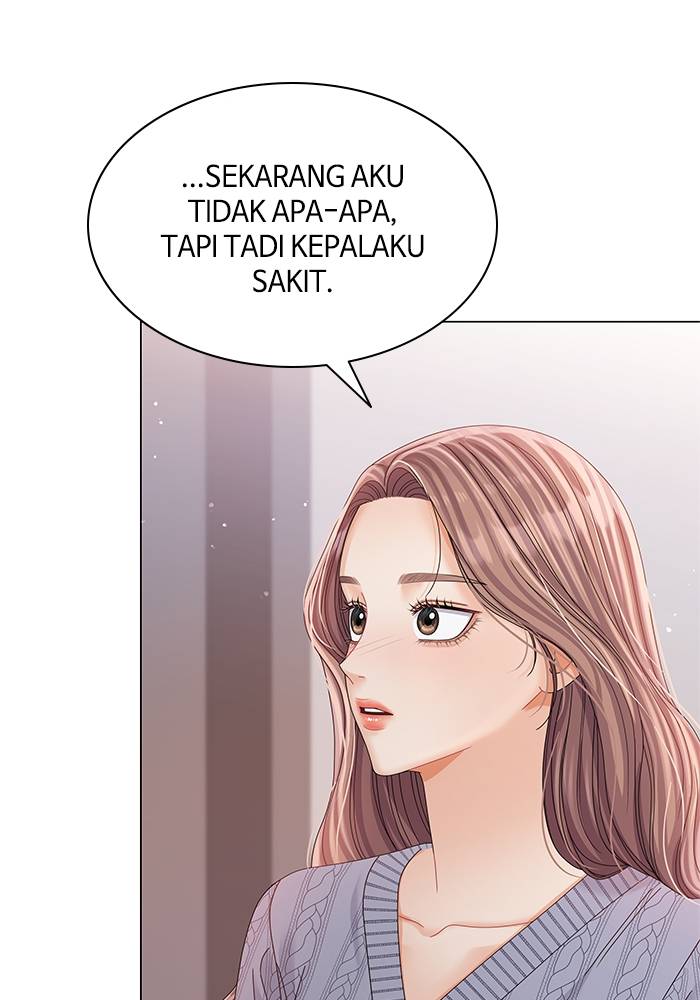 ...SEKARANG AKU
TIDAK APA-APA,
TAPI TADI KEPALAKU
SAKIT.